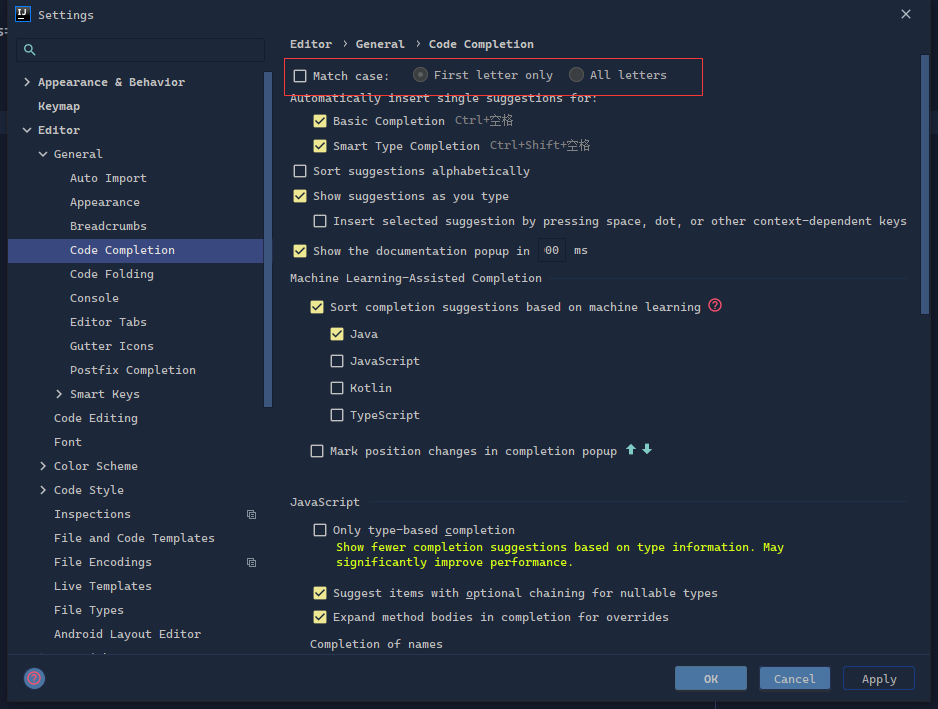 Settings
Appearance & Behavior
Keymap
Editor
General
Auto Import
Appearance
Breadcrumbs
Code Completion
Code Folding
Console
Editor Tabs
Gutter Icons
Postfix Completion
Smart Keys
Code Editing
Font
Color Scheme
Code Style
Inspections
File and Code Templates
File Encodings
Live Templates
File Types
Android Layout Editor
Editor › General › Code Completion
Match case: First letter only All letters
Automatically insert single suggestions for:
Basic Completion Ctrl+空格
Smart Type Completion Ctrl+Shift+空格
Sort suggestions alphabetically
Show suggestions as you type
Insert selected suggestion by pressing space, dot, or other context-dependent keys
Show the documentation popup in 00 ms
Machine Learning-Assisted Completion
Sort completion suggestions based on machine learning
Java
JavaScript
Kotlin
TypeScript
Mark position changes in completion popup
JavaScript
Only type-based completion
Show fewer completion suggestions based on type information. May
significantly improve performance.
Suggest items with optional chaining for nullable types
Expand method bodies in completion for overrides
Completion of names
OK Cancel Apply